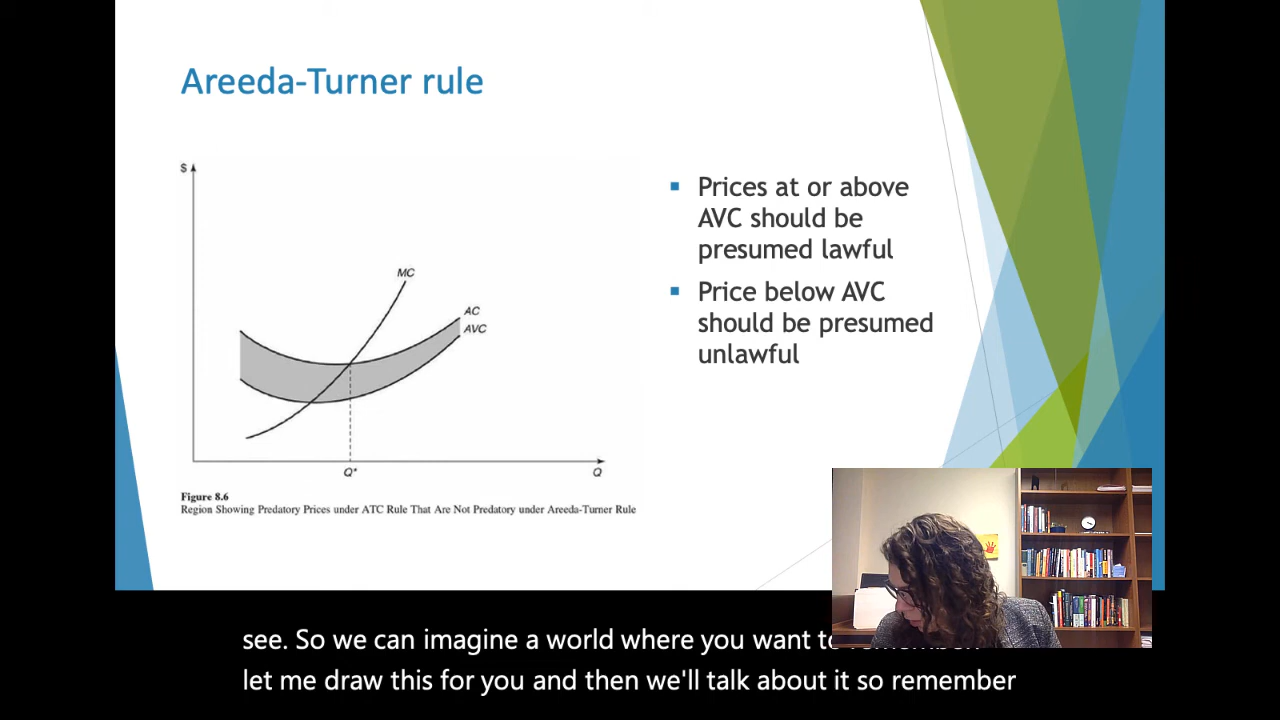 Areeda-Turner rule
$
MC
AC
AVC
Q*
Q
Figure 8.6
Region Showing Predatory Prices under ATC Rule That Are Not Predatory under Areeda-Turner Rule
Prices at or above
AVC should be
presumed lawful
Price below AVC
should be presumed
unlawful
see. So we can imagine a world where you want to remember.
let me draw this for you and then we'll talk about it so remember